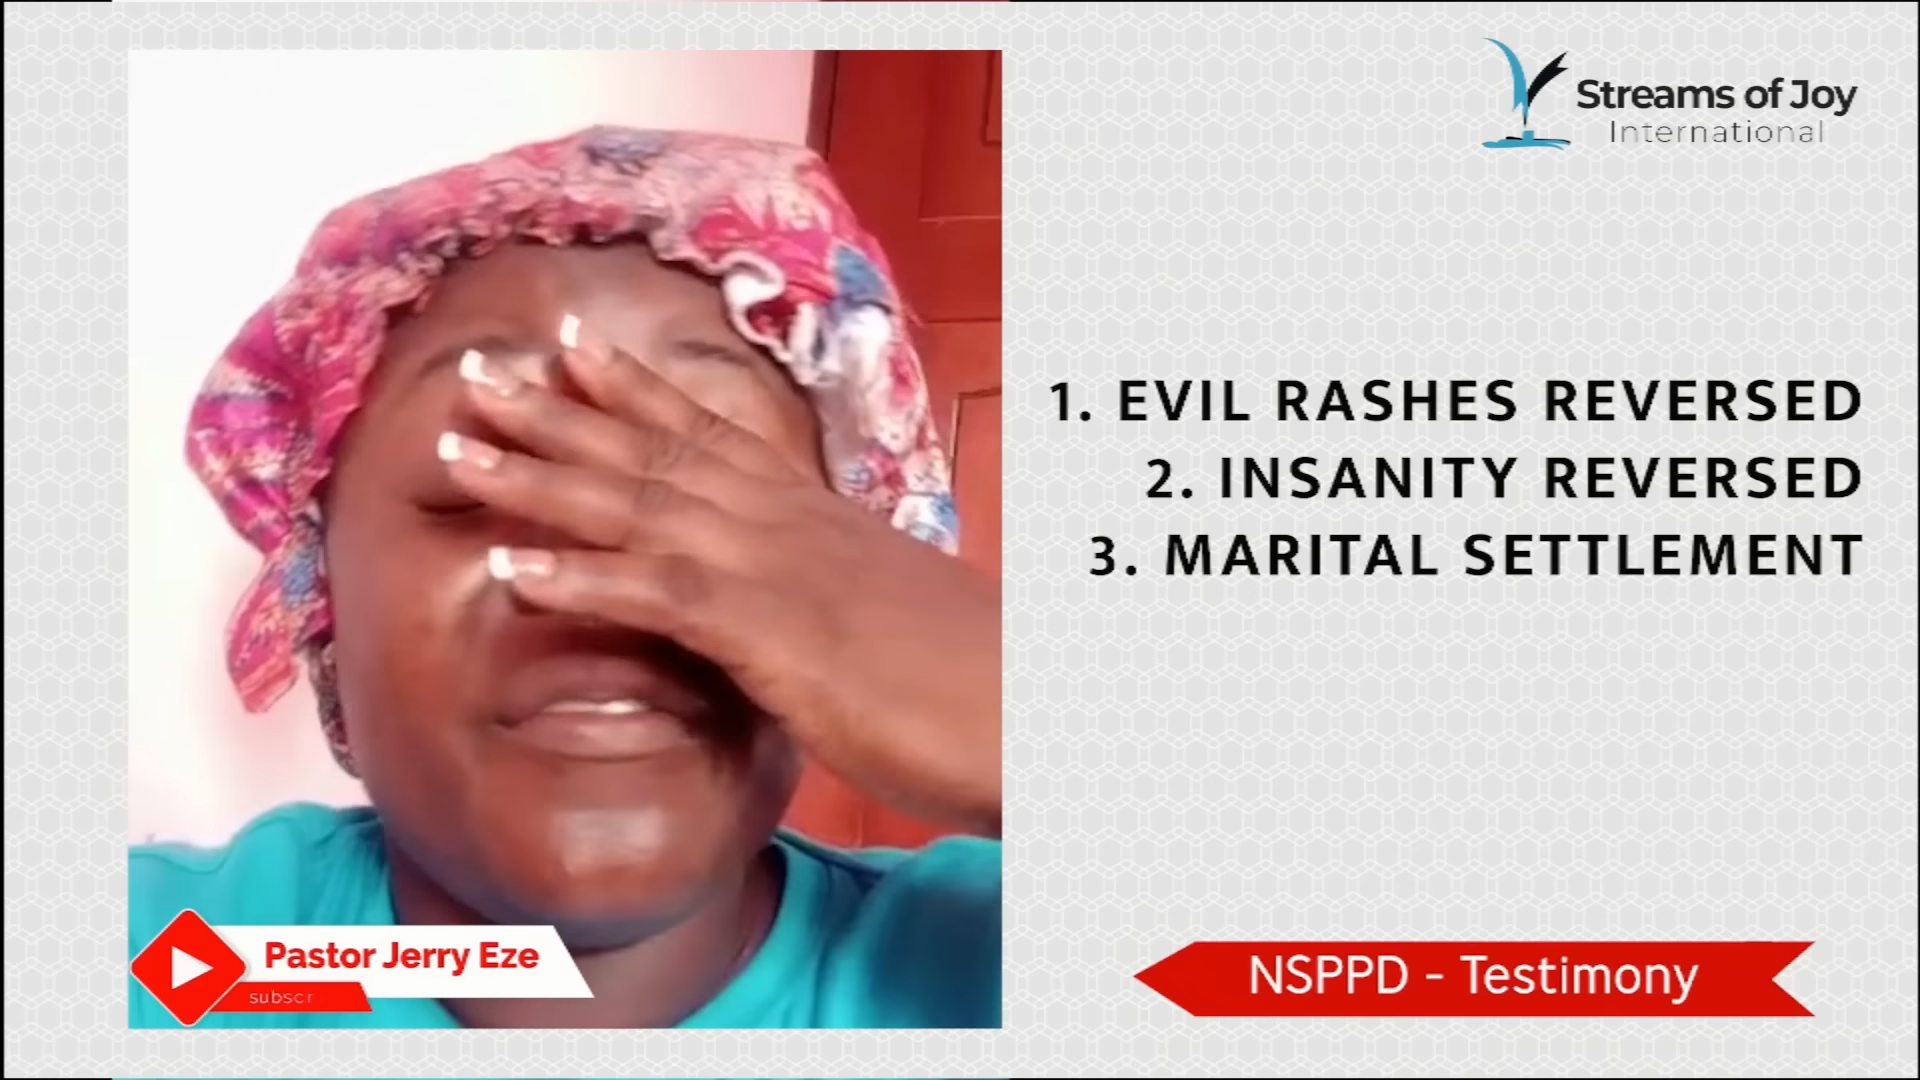 Streams of Joy
International
1. EVIL RASHES REVERSED
2. INSANITY REVERSED
3. MARITAL SETTLEMENT
Pastor Jerry Eze
subscr
NSPPD - Testimony